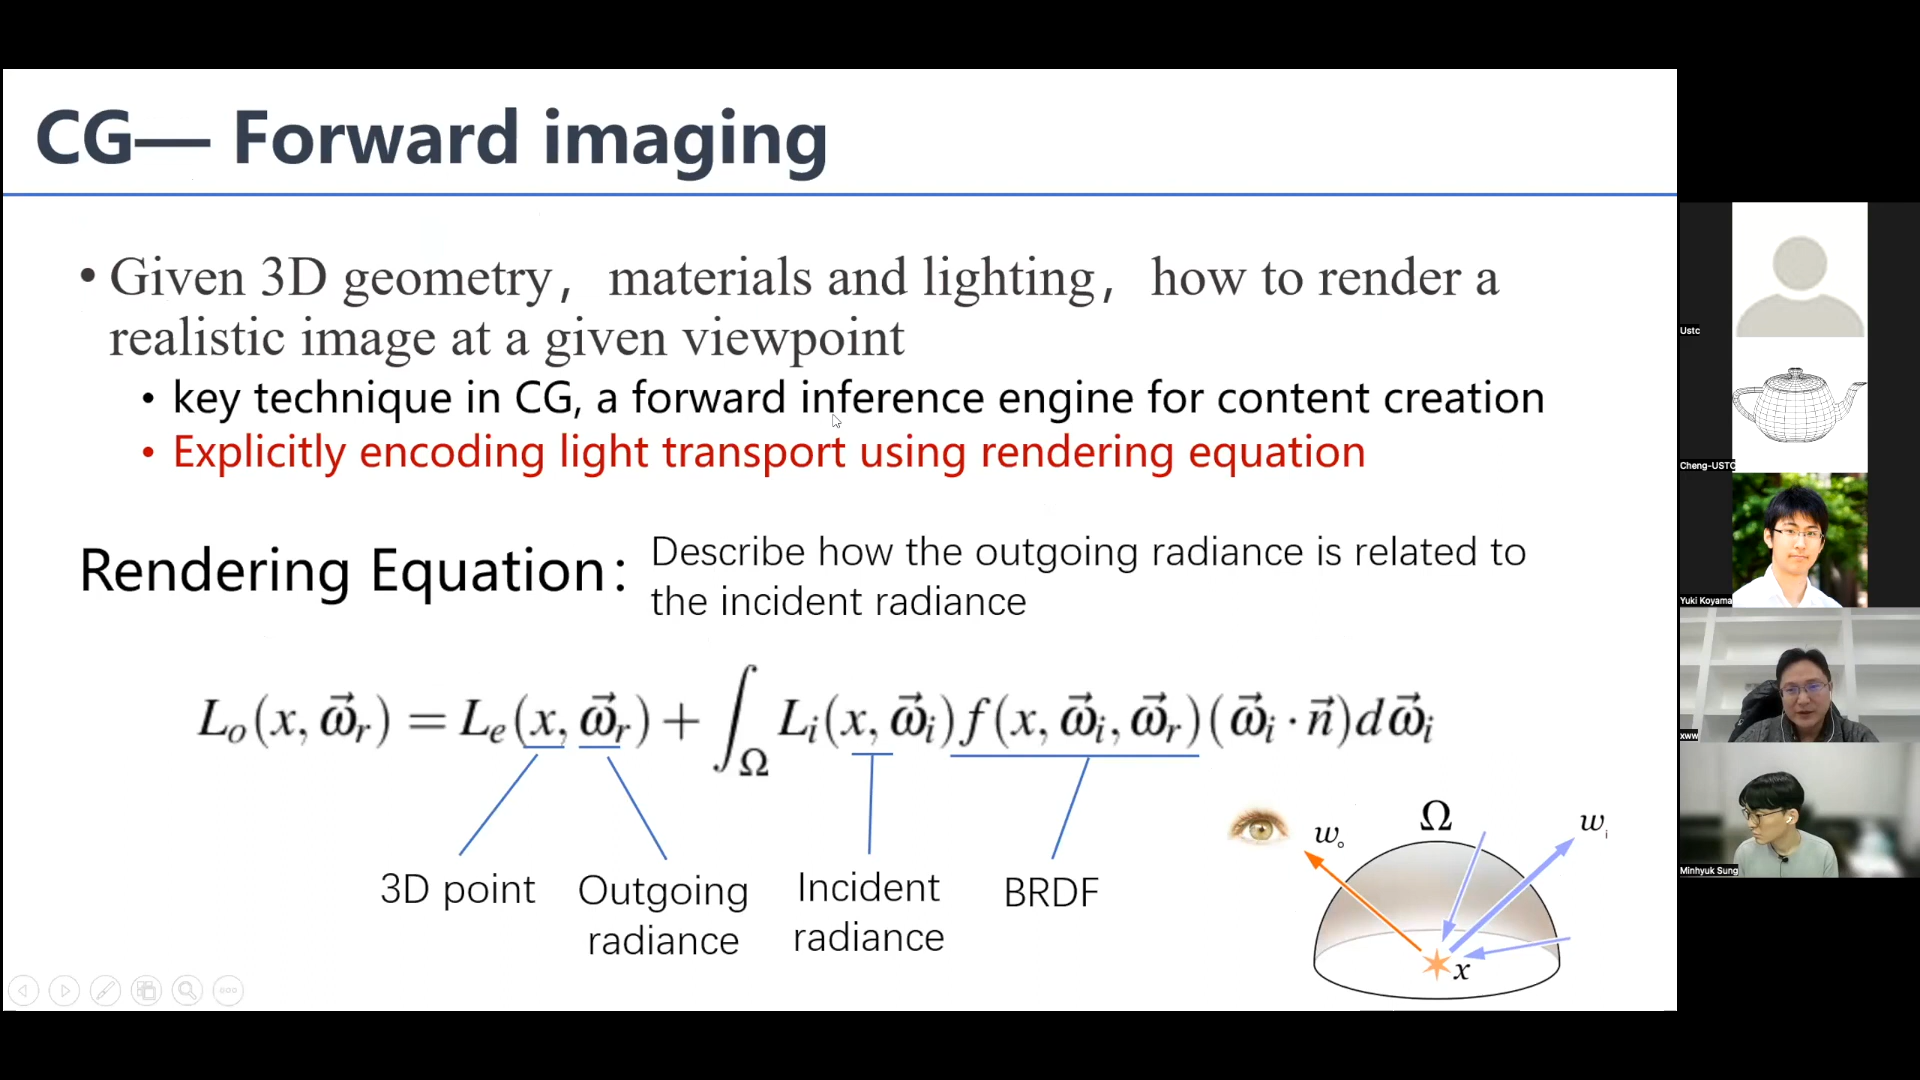 CG— Forward imaging
• Given 3D geometry，materials and lighting，how to render a
realistic image at a given viewpoint
• key technique in CG, a forward inference engine for content creation
• Explicitly encoding light transport using rendering equation
Rendering Equation：
Describe how the outgoing radiance is related to
the incident radiance
L_o(x, ω⃗_r) = L_e(x, ω⃗_r) + ∫_Ω L_i(x, ω⃗_i) f(x, ω⃗_i, ω⃗_r)(ω⃗_i · n⃗)dω⃗_i
3D point
Outgoing
radiance
Incident
radiance
BRDF
w_o
Ω
w_i
x
Ustc
Cheng-USTC
Yuki Koyama
xww
Minhyuk Sung